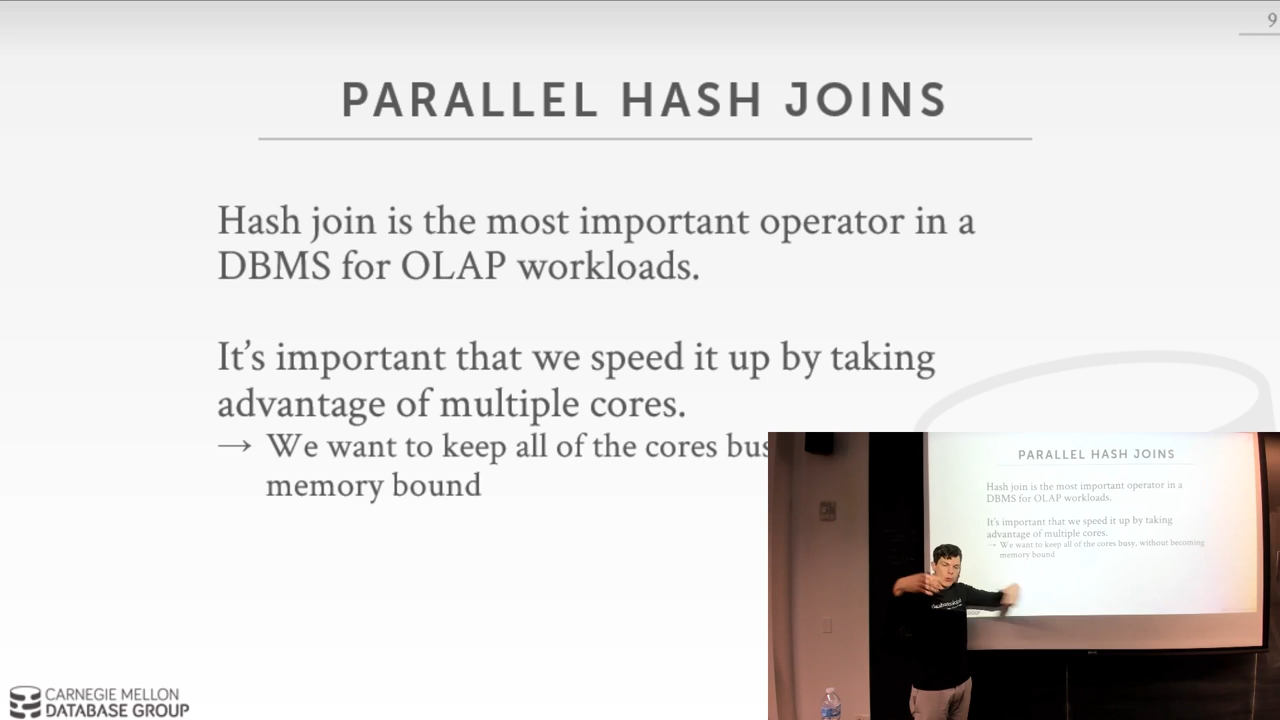 9
PARALLEL HASH JOINS
Hash join is the most important operator in a
DBMS for OLAP workloads.
It's important that we speed it up by taking
advantage of multiple cores.
→ We want to keep all of the cores bus
memory bound
PARALLEL HASH JOINS
Hash join is the most important operator in a
DBMS for OLAP workloads.
It's important that we speed it up by taking
advantage of multiple cores.
→ We want to keep all of the cores busy, without becoming
memory bound
CARNEGIE MELLON
DATABASE GROUP